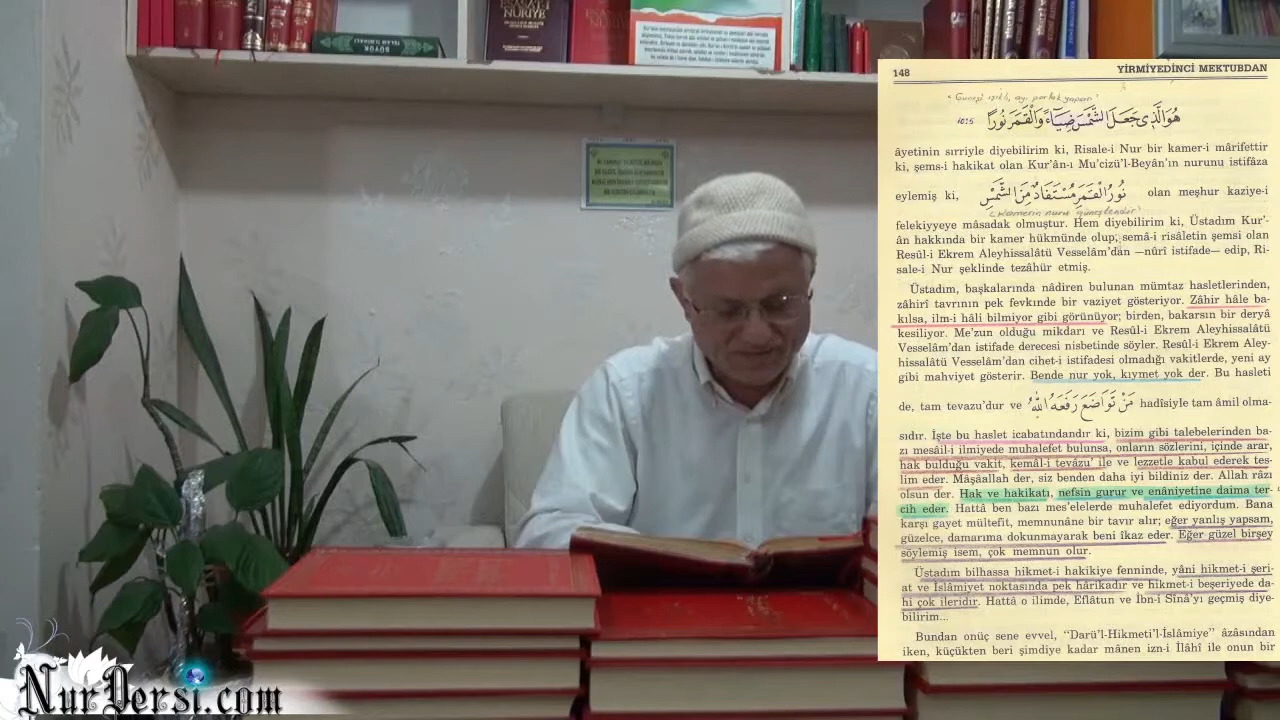 148 YİRMİYEDİNCİ MEKTUBDAN
"Güneşi ışıklı, ayı parlak yapan"
10:5 هُوَ الَّذِى جَعَلَ الشَّمْسَ ضِيَاءً وَالْقَمَرَ نُورًا
âyetinin sırriyle diyebilirim ki, Risale-i Nur bir kamer-i mârifettir
ki, şems-i hakikat olan Kur'ân-ı Mu'cizü'l-Beyân'ın nurunu istifâza
eylemiş ki, نُورُ الْقَمَرِ مُسْتَفَادٌ مِنَ الشَّمْسِ olan meşhur kaziye-i
(Kamerin nuru güneştendir)
felekiyyeye mâsadak olmuştur. Hem diyebilirim ki, Üstadım Kur'-
ân hakkında bir kamer hükmünde olup; semâ-i risâletin şemsi olan
Resûl-i Ekrem Aleyhissalâtü Vesselâm'dan —nûrî istifade— edip, Ri-
sale-i Nur şeklinde tezâhür etmiş.
Üstadım, başkalarında nâdiren bulunan mümtaz hasletlerinden,
zâhirî tavrının pek fevkınde bir vaziyet gösteriyor. Zâhir hâle ba-
kılsa, ilm-i hâli bilmiyor gibi görünüyor; birden, bakarsın bir deryâ
kesiliyor. Me'zun olduğu mikdarı ve Resûl-i Ekrem Aleyhissalâtü
Vesselâm'dan istifade derecesi nisbetinde söyler. Resûl-i Ekrem Aley-
hissalâtü Vesselâm'dan cihet-i istifadesi olmadığı vakitlerde, yeni ay
gibi mahviyet gösterir. Bende nur yok, kıymet yok der. Bu hasleti
de, tam tevazu'dur ve مَنْ تَوَاضَعَ رَفَعَهُ اللّٰهُ hadîsiyle tam âmil olma-
sıdır. İşte bu haslet icabatındandır ki, bizim gibi talebelerinden ba-
zı mesâil-i ilmiyede muhalefet bulunsa, onların sözlerini, içinde arar,
hak bulduğu vakit, kemâl-i tevâzu' ile ve lezzetle kabul ederek tes-
lim eder. Mâşâallah der, siz benden daha iyi bildiniz der. Allah râzı
olsun der. Hak ve hakikatı, nefsin gurur ve enâniyetine daima ter-
cih eder. Hattâ ben bazı mes'elelerde muhalefet ediyordum. Bana
karşı gayet mültefit, memnunâne bir tavır alır; eğer yanlış yapsam,
güzelce, damarıma dokunmayarak beni îkaz eder. Eğer güzel birşey
söylemiş isem, çok memnun olur.
Üstadım bilhassa hikmet-i hakikiye fenninde, yâni hikmet-i şeri-
at ve İslâmiyet noktasında pek hârikadır ve hikmet-i beşeriyede da-
hi çok ileridir. Hattâ o ilimde, Eflâtun ve İbn-i Sinâ'yı geçmiş diye-
bilirim...
Bundan onüç sene evvel, "Darü'l-Hikmeti'l-İslâmiye" âzâsından
iken, küçükten beri şimdiye kadar mânen izn-i İlâhî ile onun bir
NurDersi.com